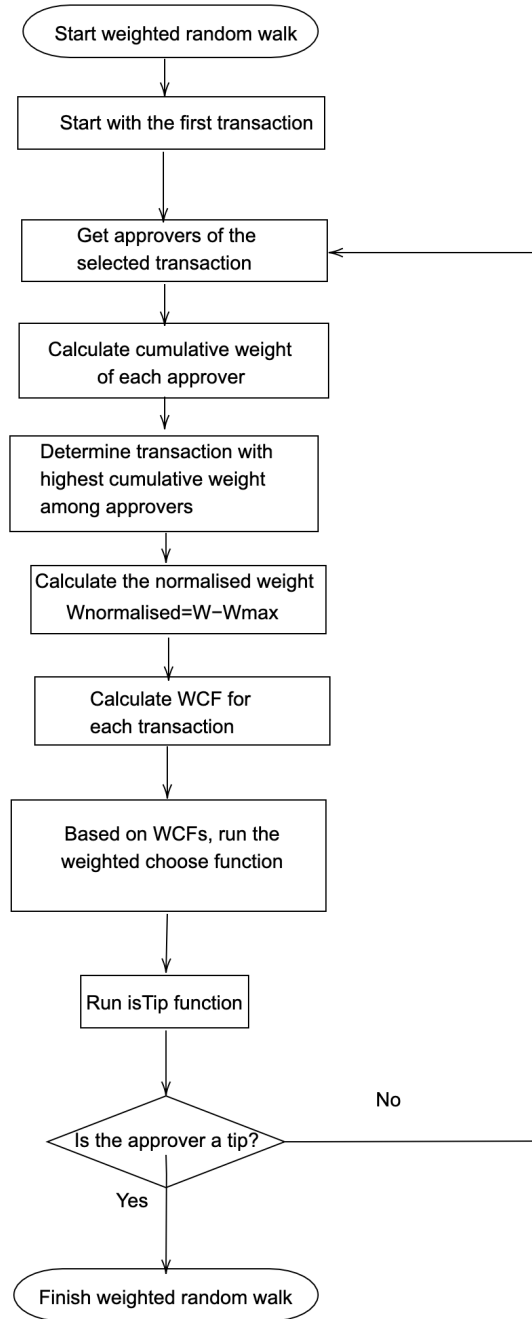 Start weighted random walk
Start with the first transaction
Get approvers of the
selected transaction
Calculate cumulative weight
of each approver
Determine transaction with
highest cumulative weight
among approvers
Calculate the normalised weight
Wnormalised=W−Wmax
Calculate WCF for
each transaction
Based on WCFs, run the
weighted choose function
Run isTip function
Is the approver a tip?
No
Yes
Finish weighted random walk